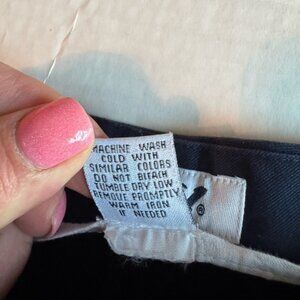 MACHINE WASH
COLD WITH
SIMILAR COLORS
DO NOT BLEACH
TUMBLE DRY LOW
REMOVE PROMPTLY
WARM IRON
IF NEEDED
®